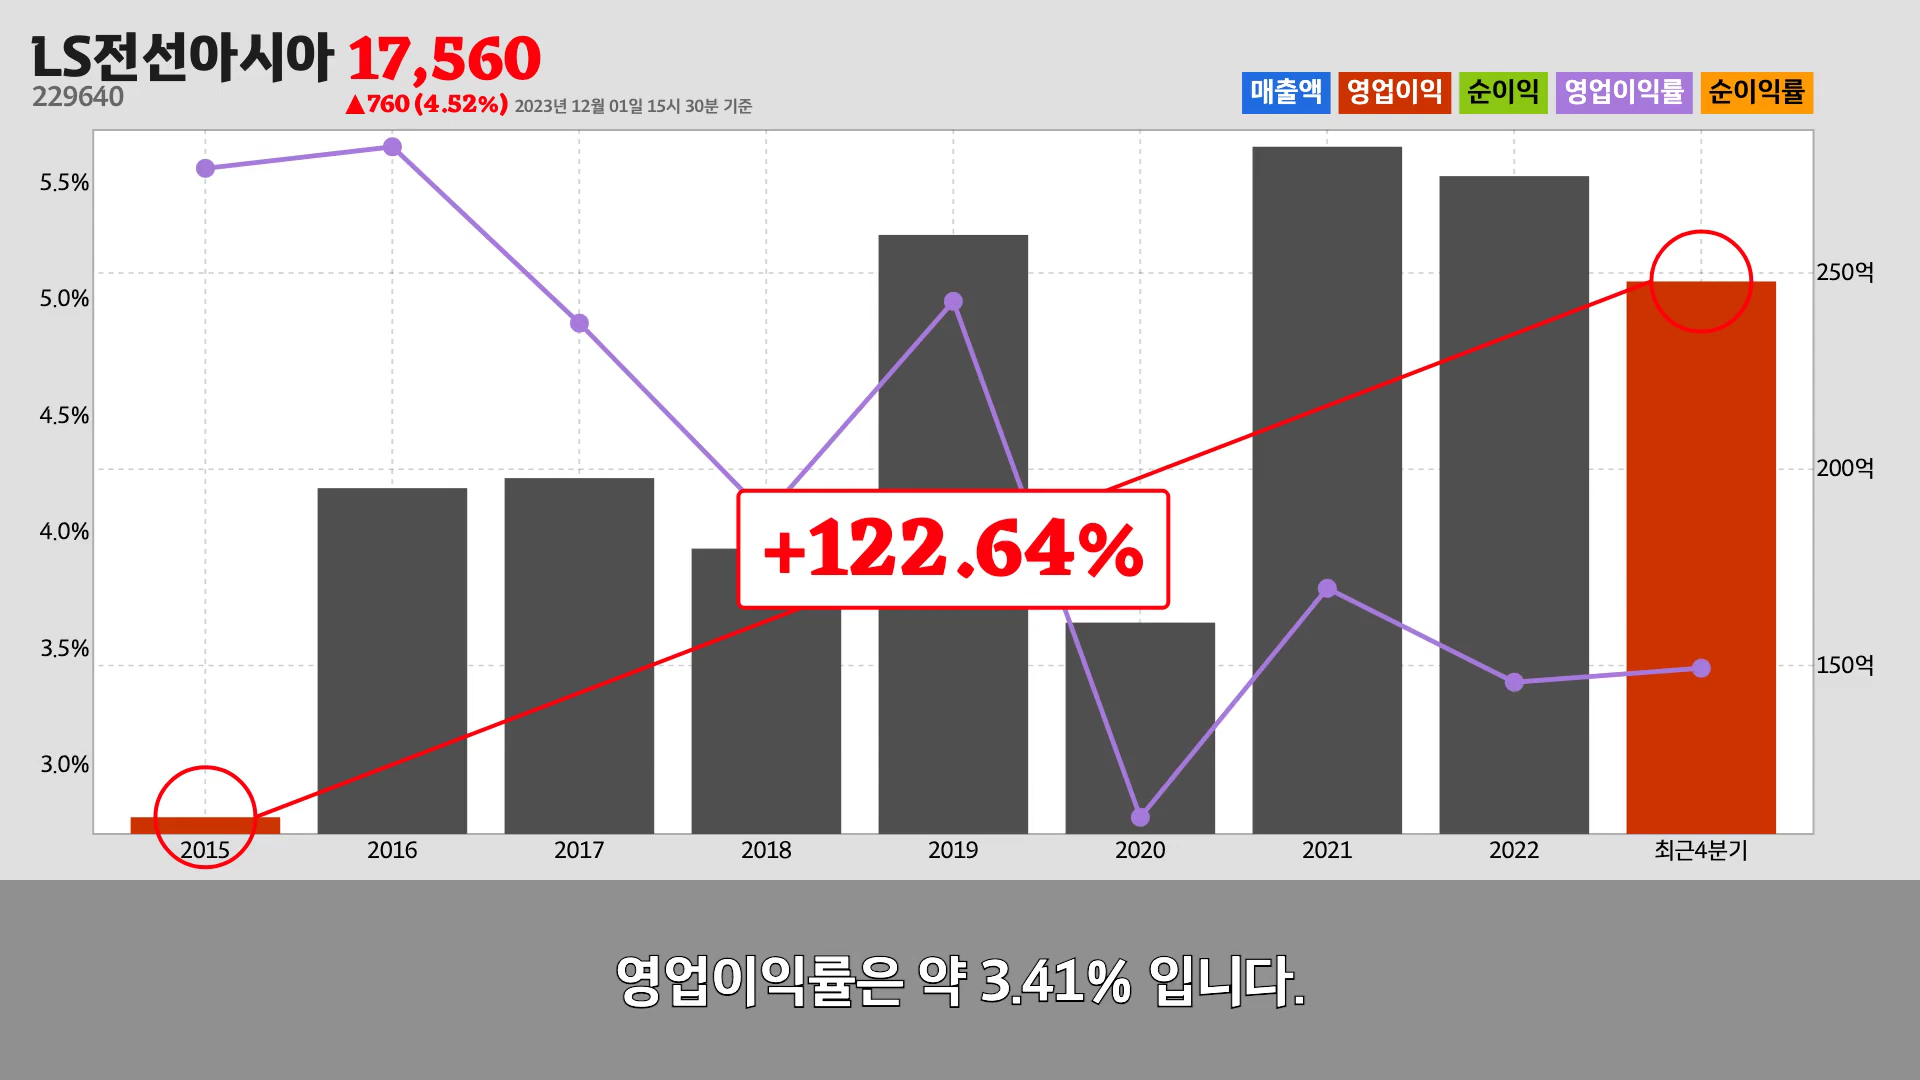 LS전선아시아 17,560
229640
▲760 (4.52%) 2023년 12월 01일 15시 30분 기준
매출액 영업이익 순이익 영업이익률 순이익률
5.5%
5.0%
4.5%
4.0%
3.5%
3.0%
250억
200억
150억
+122.64%
2015 2016 2017 2018 2019 2020 2021 2022 최근4분기
영업이익률은 약 3.41% 입니다.